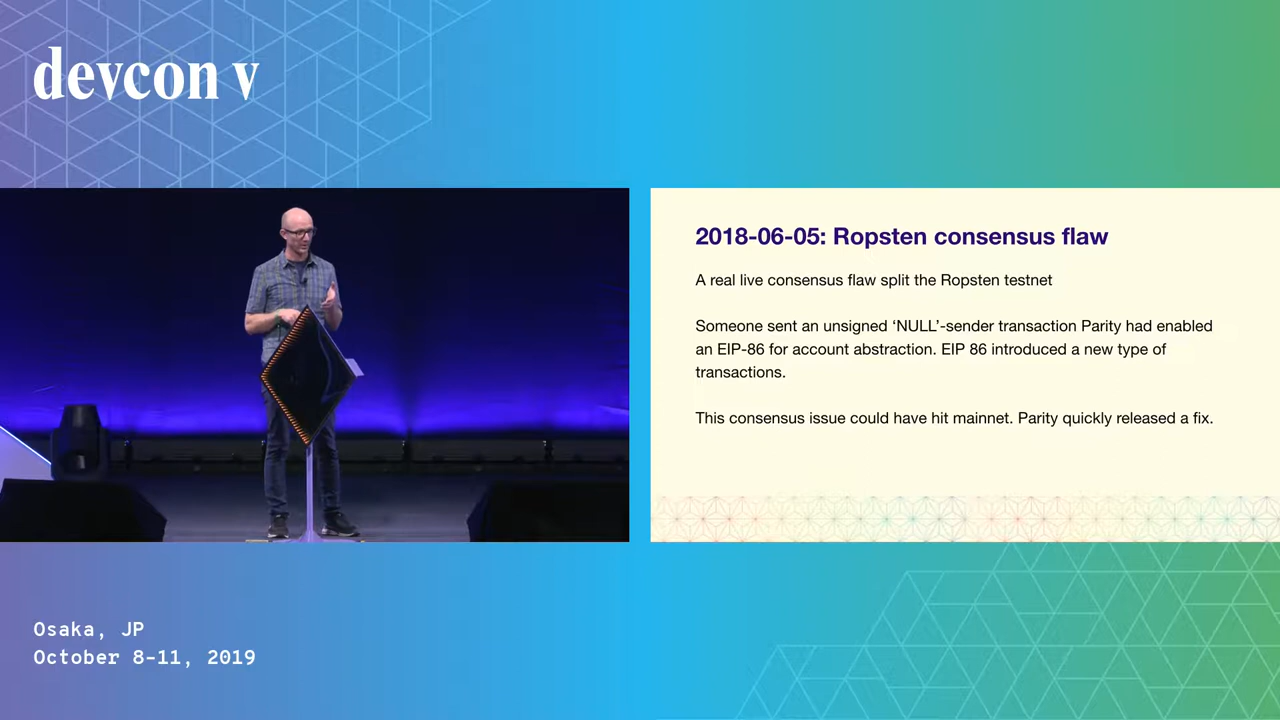 devcon v
2018-06-05: Ropsten consensus flaw
A real live consensus flaw split the Ropsten testnet
Someone sent an unsigned ‘NULL’-sender transaction Parity had enabled
an EIP-86 for account abstraction. EIP 86 introduced a new type of
transactions.
This consensus issue could have hit mainnet. Parity quickly released a fix.
Osaka, JP
October 8-11, 2019